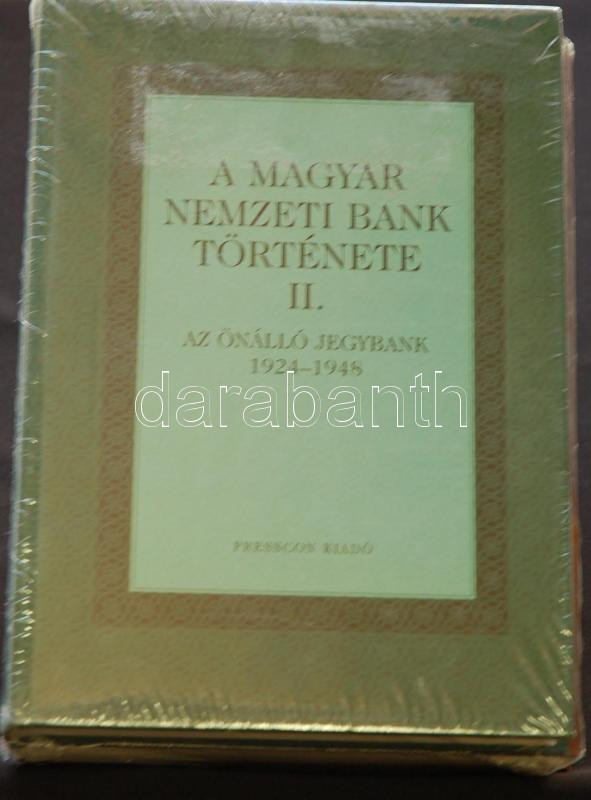 A MAGYAR
NEMZETI BANK
TÖRTÉNETE
II.
AZ ÖNÁLLÓ JEGYBANK
1924–1948
darabanth
PRESSCON KIADÓ